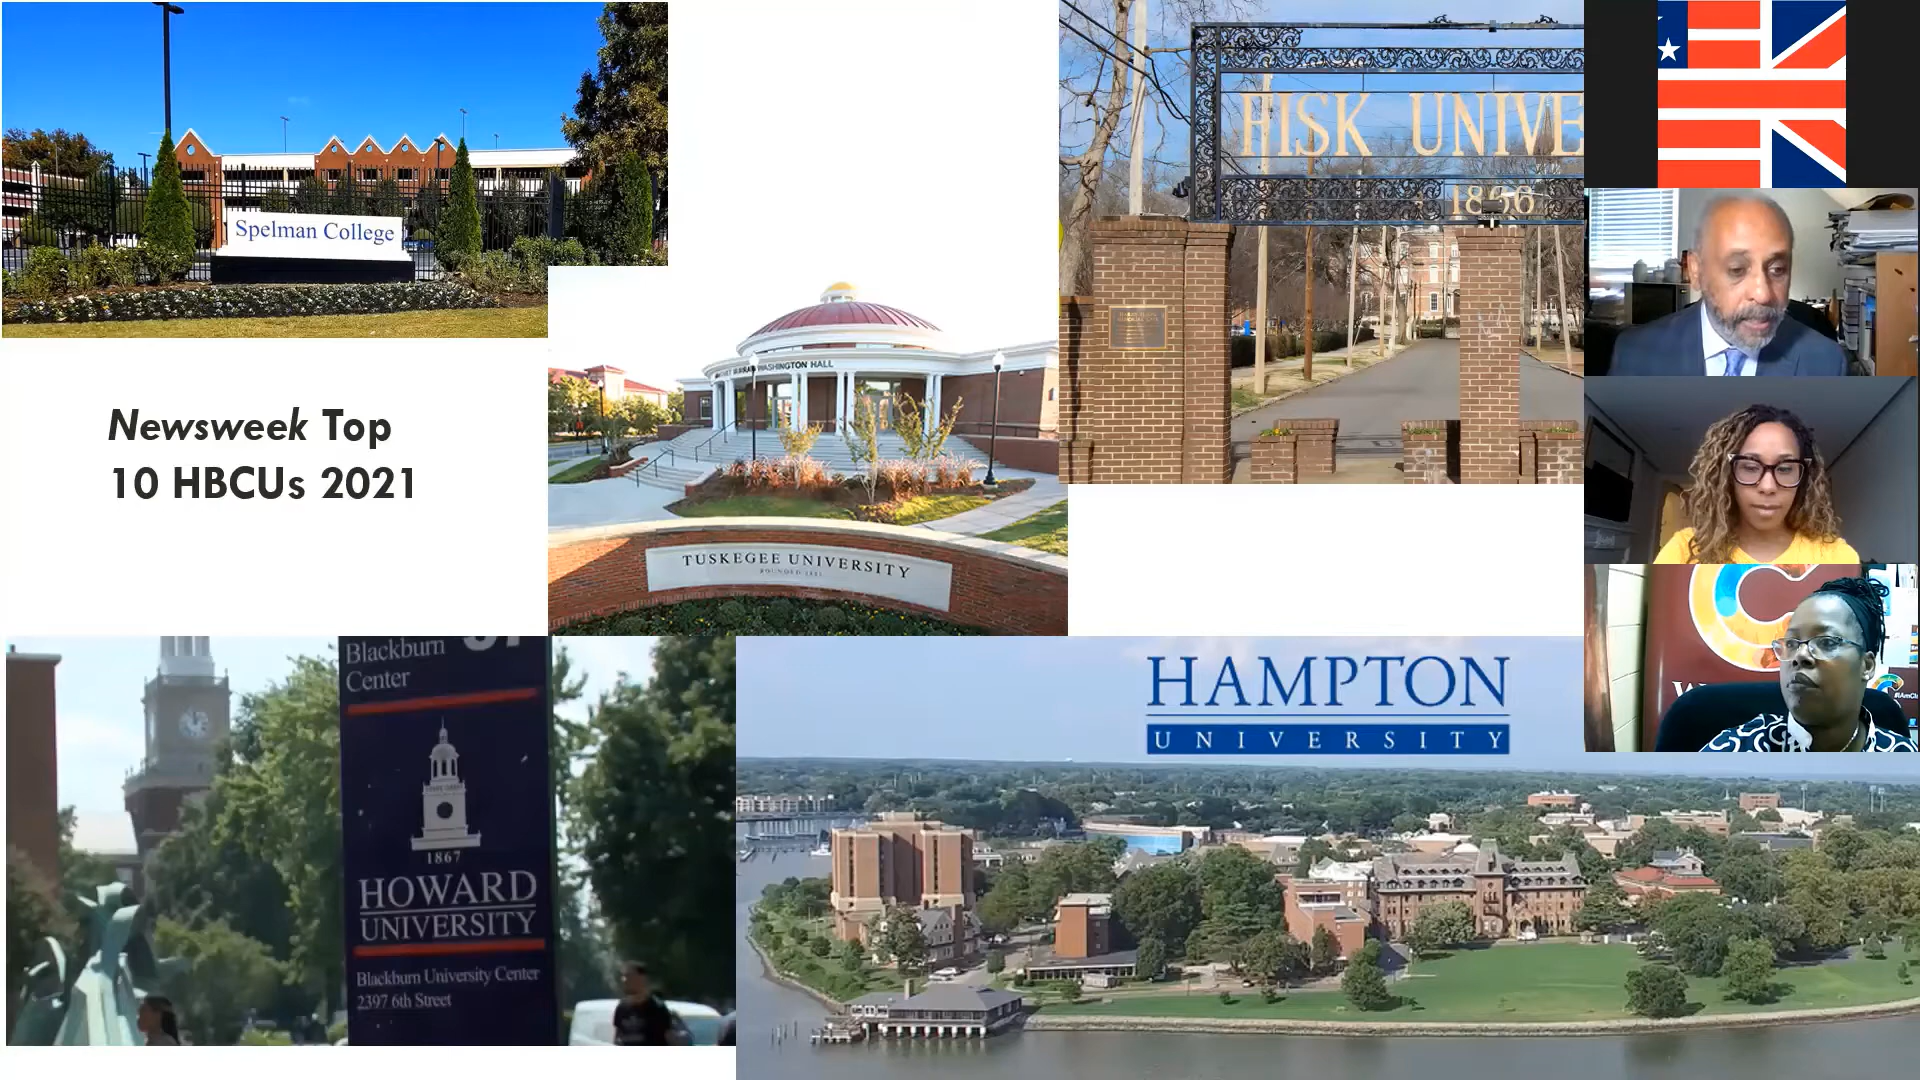 Spelman College
Newsweek Top
10 HBCUs 2021
WASHINGTON HALL
TUSKEGEE UNIVERSITY
FISK UNIVE
1866
Blackburn
Center
1867
HOWARD
UNIVERSITY
Blackburn University Center
2397 6th Street
HAMPTON
UNIVERSITY